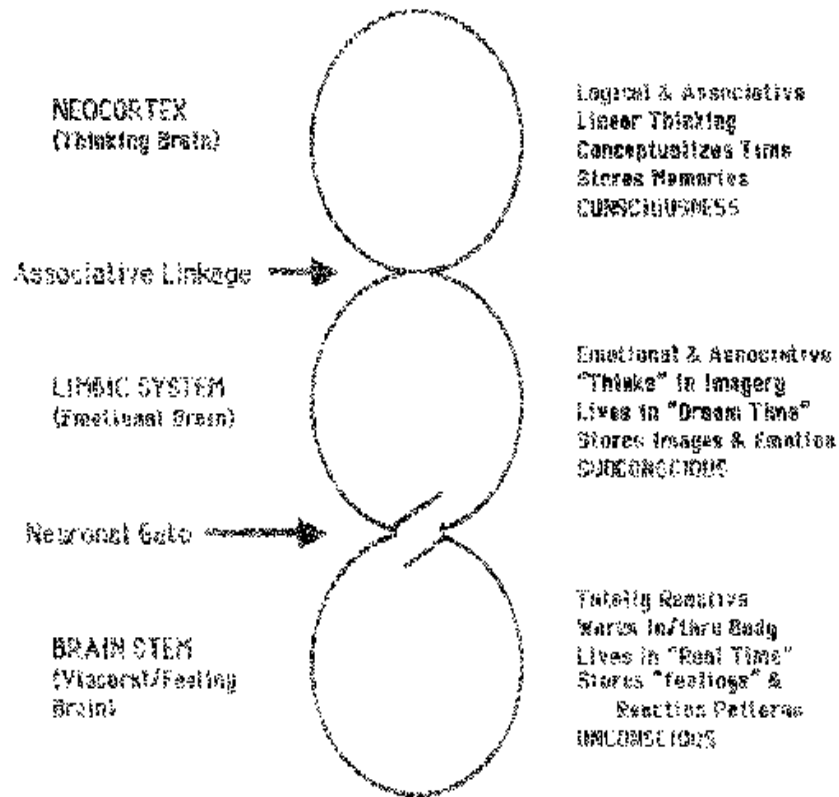 NEOCORTEX
(Thinking Brain)
Logical & Associative
Linear Thinking
Conceptualizes Time
Stores Memories
CONSCIOUSNESS
Associative Linkage
LIMBIC SYSTEM
(Emotional Brain)
Emotional & Associative
"Thinks" in Imagery
Lives in "Dream Time"
Stores Images & Emotion
SUBCONSCIOUS
Neuronal Gate
BRAIN STEM
(Visceral/Feeling
Brain)
Totally Reactive
Works In/thru Body
Lives in "Real Time"
Stores "feelings" &
Reaction Patterns
UNCONSCIOUS